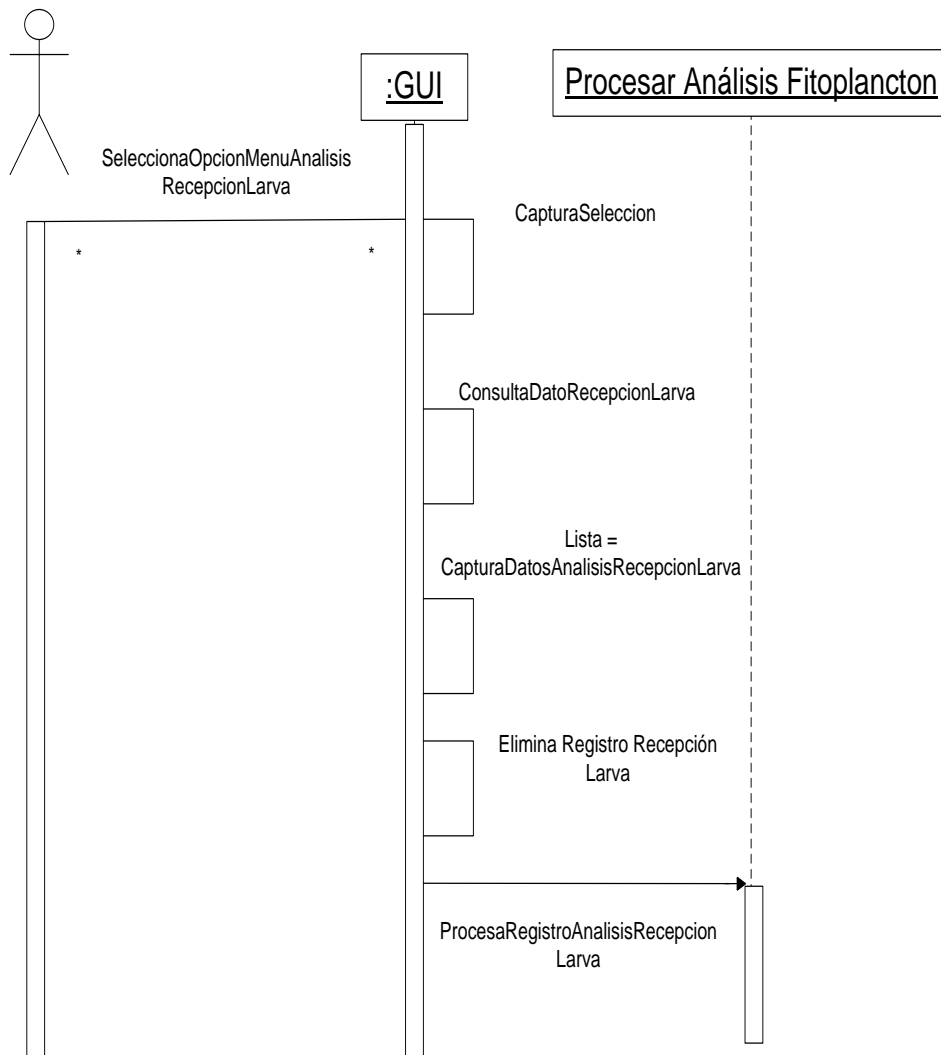 :GUI
Procesar Análisis Fitoplancton
SeleccionaOpcionMenuAnalisis
RecepcionLarva
CapturaSeleccion
*
*
ConsultaDatoRecepcionLarva
Lista =
CapturaDatosAnalisisRecepcionLarva
Elimina Registro Recepción
Larva
ProcesaRegistroAnalisisRecepcion
Larva